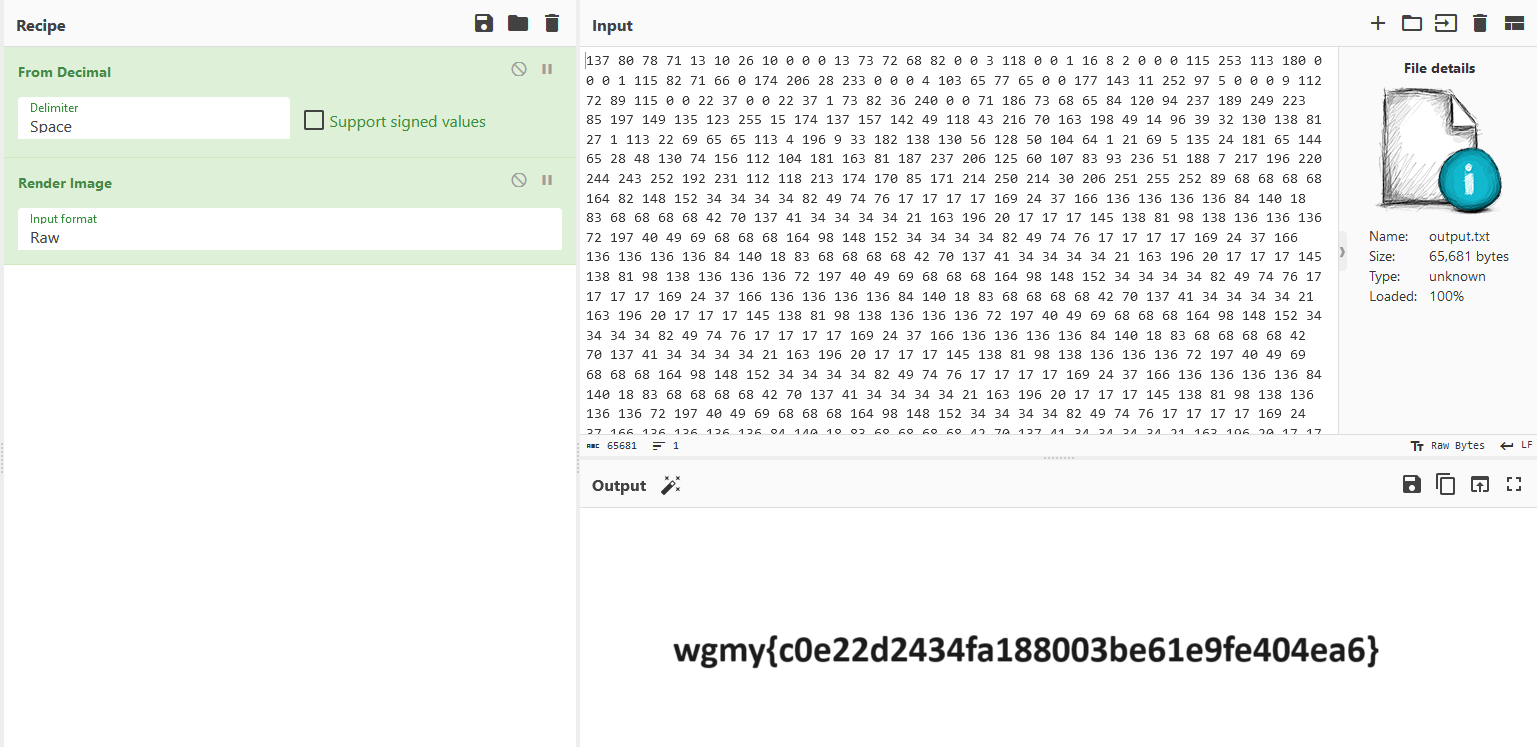 Recipe
From Decimal
Delimiter
Space
Support signed values
Render Image
Input format
Raw
Input
137 80 78 71 13 10 26 10 0 0 0 13 73 72 68 82 0 0 3 118 0 0 1 16 8 2 0 0 0 115 253 113 180 0
0 0 1 115 82 71 66 0 174 206 28 233 0 0 0 4 103 65 77 65 0 0 177 143 11 252 97 5 0 0 0 9 112
72 89 115 0 0 22 37 0 0 22 37 1 73 82 36 240 0 0 71 186 73 68 65 84 120 94 237 189 249 223
85 197 149 135 123 255 15 174 137 157 142 49 118 43 216 70 163 198 49 14 96 39 32 130 138 81
27 1 113 22 69 65 65 113 4 196 9 33 182 138 130 56 128 50 104 64 1 21 69 5 135 24 181 65 144
65 28 48 130 74 156 112 104 181 163 81 187 237 206 125 60 107 83 93 236 51 188 7 217 196 220
244 243 252 192 231 112 118 213 174 170 85 171 214 250 214 30 206 251 255 252 89 68 68 68 68
164 82 148 152 34 34 34 34 82 49 74 76 17 17 17 17 169 24 37 166 136 136 136 136 84 140 18
83 68 68 68 68 42 70 137 41 34 34 34 34 21 163 196 20 17 17 17 145 138 81 98 138 136 136 136
72 197 40 49 69 68 68 68 164 98 148 152 34 34 34 34 82 49 74 76 17 17 17 17 169 24 37 166
136 136 136 136 84 140 18 83 68 68 68 68 42 70 137 41 34 34 34 34 21 163 196 20 17 17 17 145
138 81 98 138 136 136 136 72 197 40 49 69 68 68 68 164 98 148 152 34 34 34 34 82 49 74 76 17
17 17 17 169 24 37 166 136 136 136 136 84 140 18 83 68 68 68 68 42 70 137 41 34 34 34 34 21
163 196 20 17 17 17 145 138 81 98 138 136 136 136 72 197 40 49 69 68 68 68 164 98 148 152 34
34 34 34 82 49 74 76 17 17 17 17 169 24 37 166 136 136 136 136 84 140 18 83 68 68 68 68 42
70 137 41 34 34 34 34 21 163 196 20 17 17 17 145 138 81 98 138 136 136 136 72 197 40 49 69
68 68 68 164 98 148 152 34 34 34 34 82 49 74 76 17 17 17 17 169 24 37 166 136 136 136 136 84
140 18 83 68 68 68 68 42 70 137 41 34 34 34 34 21 163 196 20 17 17 17 145 138 81 98 138 136
136 136 72 197 40 49 69 68 68 68 164 98 148 152 34 34 34 34 82 49 74 76 17 17 17 17 169 24
37 166 136 136 136 136 84 140 18 83 68 68 68 68 42 70 137 41 34 34 34 34 21 163 196 20 17 17
File details
Name: output.txt
Size: 65,681 bytes
Type: unknown
Loaded: 100%
ABC 65681 1
Tт Raw Bytes LF
Output
wgmy{c0e22d2434fa188003be61e9fe404ea6}